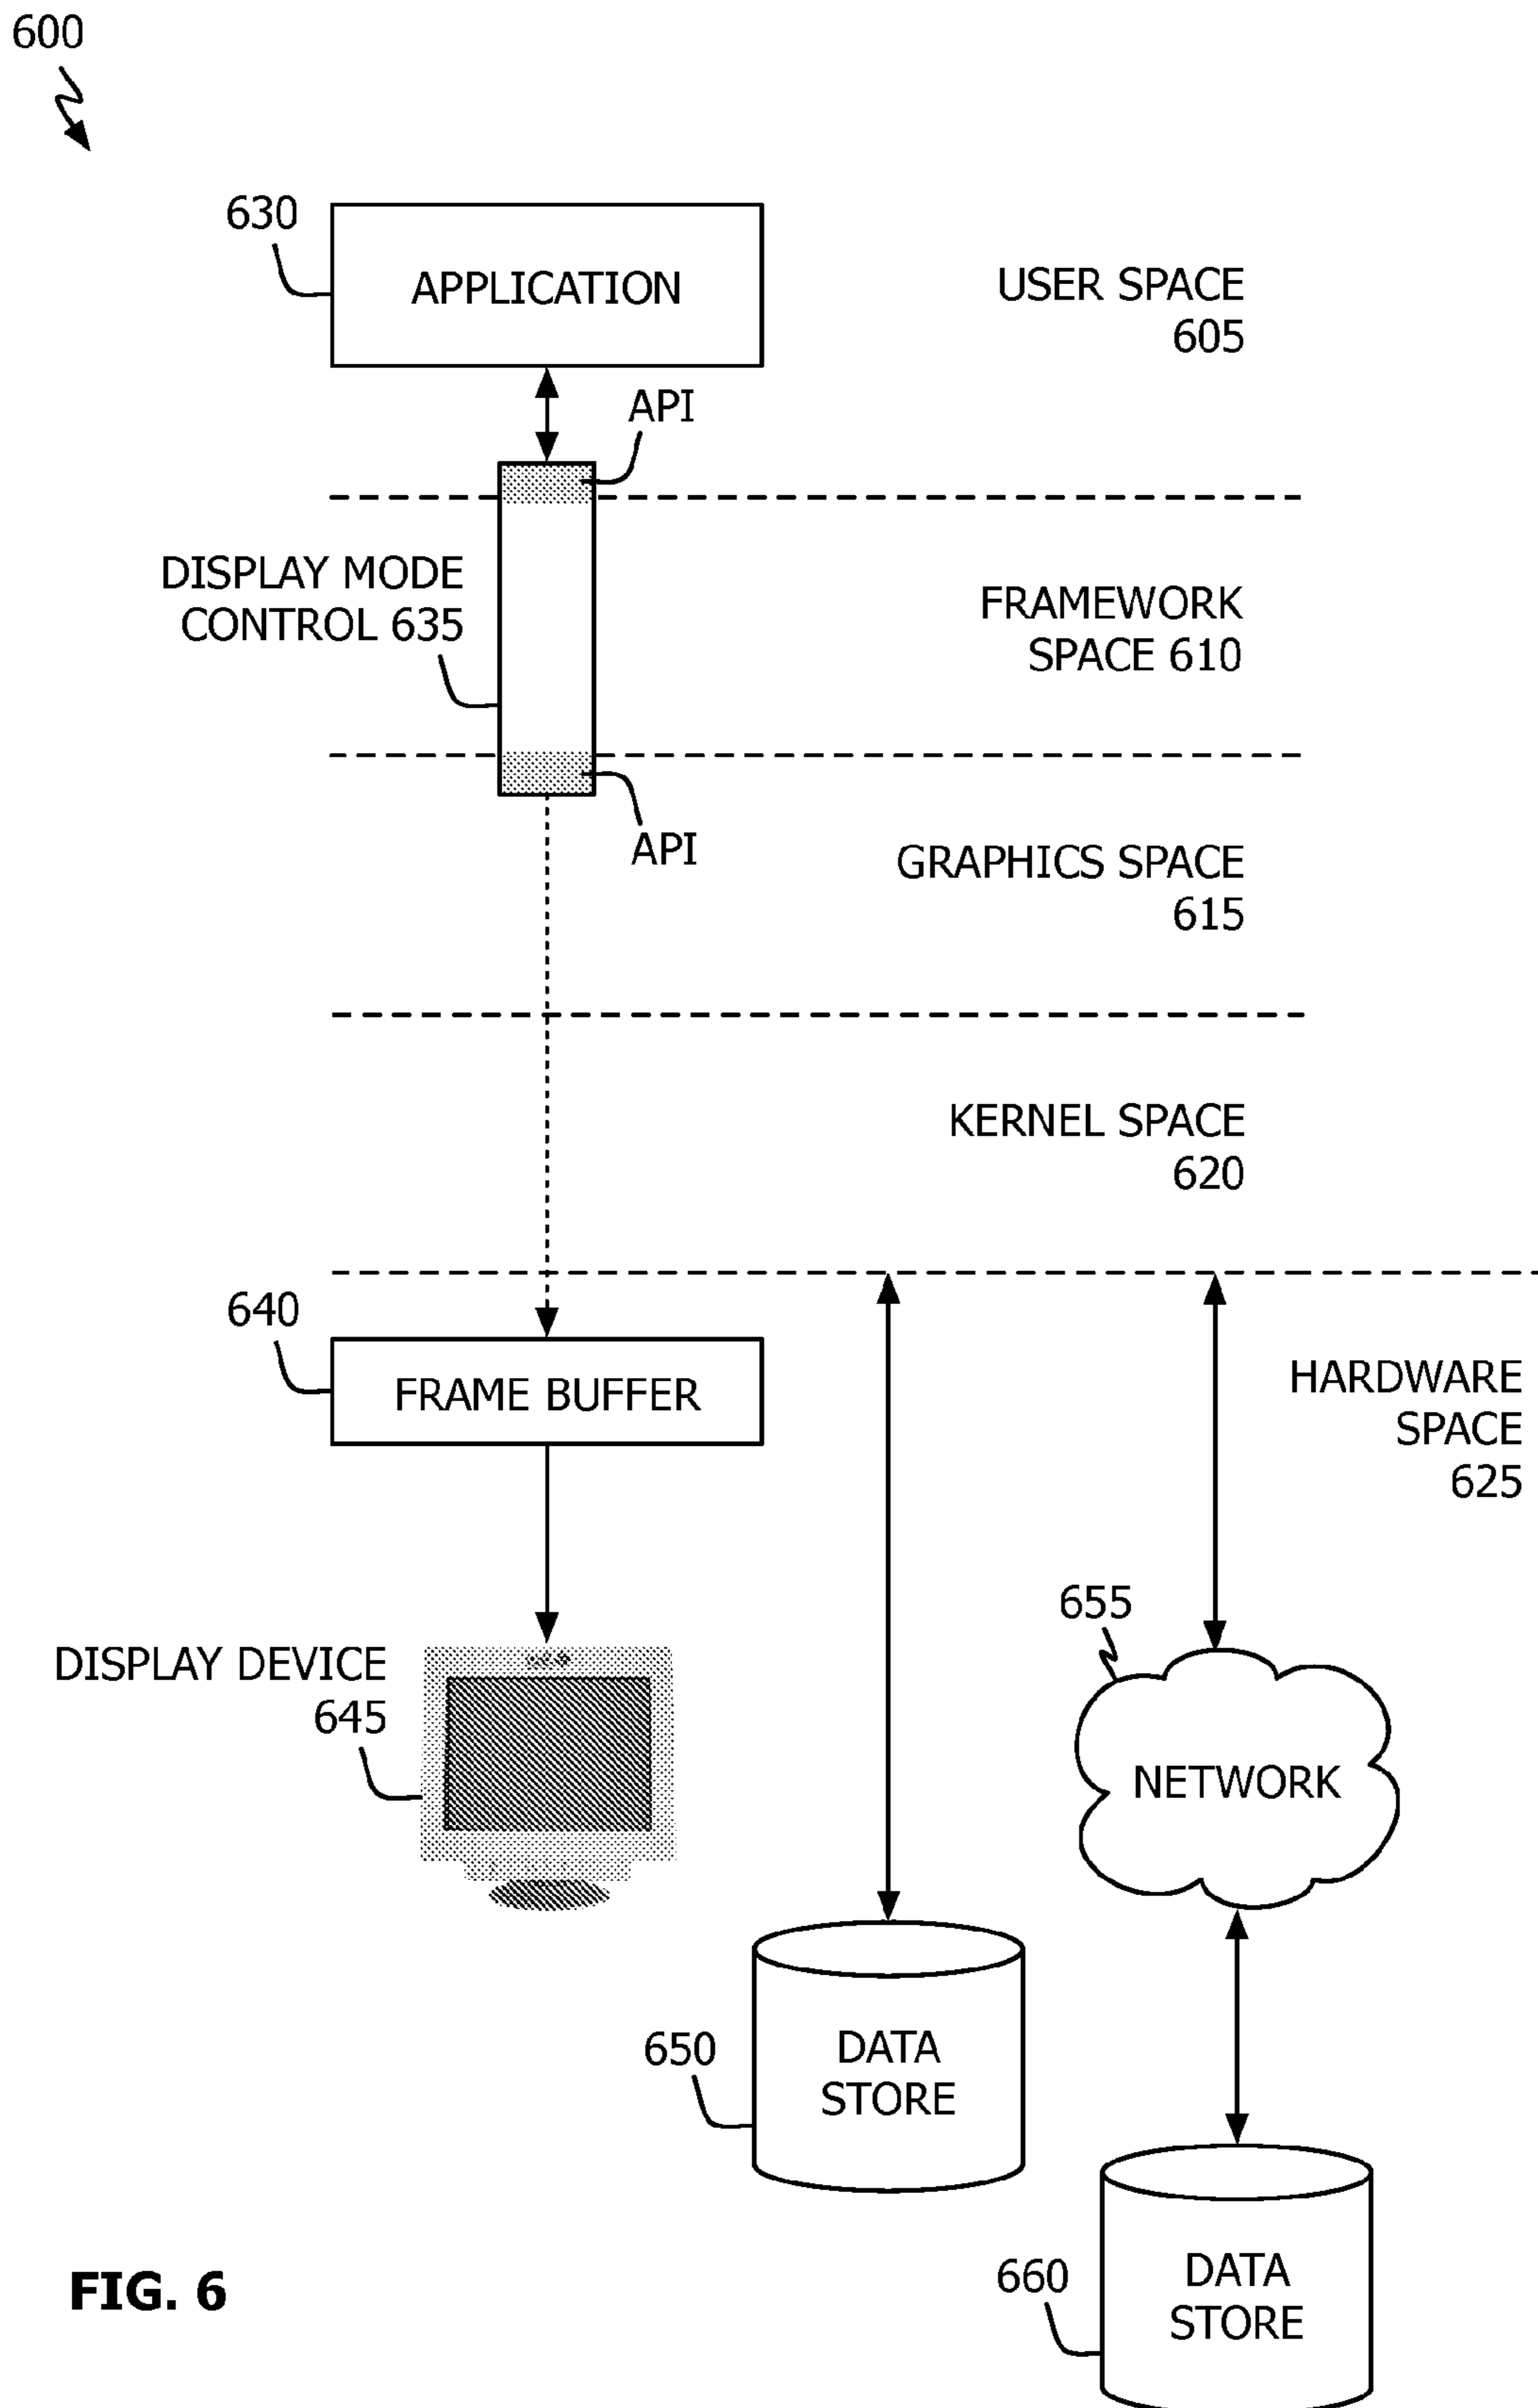 600
630
APPLICATION
USER SPACE
605
API
DISPLAY MODE
CONTROL 635
FRAMEWORK
SPACE 610
API
GRAPHICS SPACE
615
KERNEL SPACE
620
640
FRAME BUFFER
HARDWARE
SPACE
625
655
DISPLAY DEVICE
645
NETWORK
650
DATA
STORE
660
DATA
STORE
FIG. 6